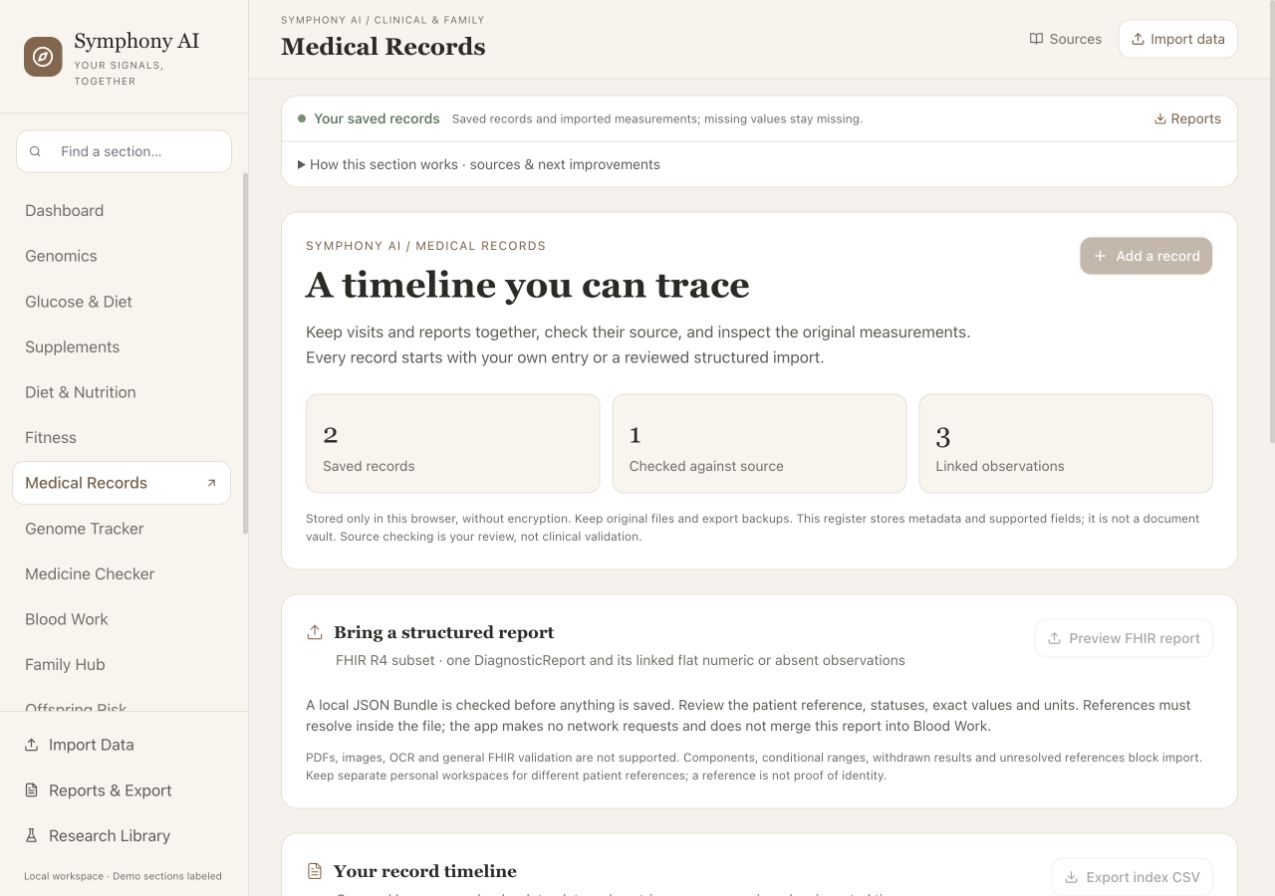 Symphony AI
YOUR SIGNALS,
TOGETHER
Find a section...
Dashboard
Genomics
Glucose & Diet
Supplements
Diet & Nutrition
Fitness
Medical Records
Genome Tracker
Medicine Checker
Blood Work
Family Hub
Offspring Risk
Import Data
Reports & Export
Research Library
Local workspace · Demo sections labeled
SYMPHONY AI / CLINICAL & FAMILY
Medical Records
Sources
Import data
Your saved records
Saved records and imported measurements; missing values stay missing.
Reports
How this section works · sources & next improvements
SYMPHONY AI / MEDICAL RECORDS
A timeline you can trace
Add a record
Keep visits and reports together, check their source, and inspect the original measurements.
Every record starts with your own entry or a reviewed structured import.
2
Saved records
1
Checked against source
3
Linked observations
Stored only in this browser, without encryption. Keep original files and export backups. This register stores metadata and supported fields; it is not a document
vault. Source checking is your review, not clinical validation.
Bring a structured report
Preview FHIR report
FHIR R4 subset · one DiagnosticReport and its linked flat numeric or absent observations
A local JSON Bundle is checked before anything is saved. Review the patient reference, statuses, exact values and units. References must
resolve inside the file; the app makes no network requests and does not merge this report into Blood Work.
PDFs, images, OCR and general FHIR validation are not supported. Components, conditional ranges, withdrawn results and unresolved references block import.
Keep separate personal workspaces for different patient references; a reference is not proof of identity.
Your record timeline
Export index CSV